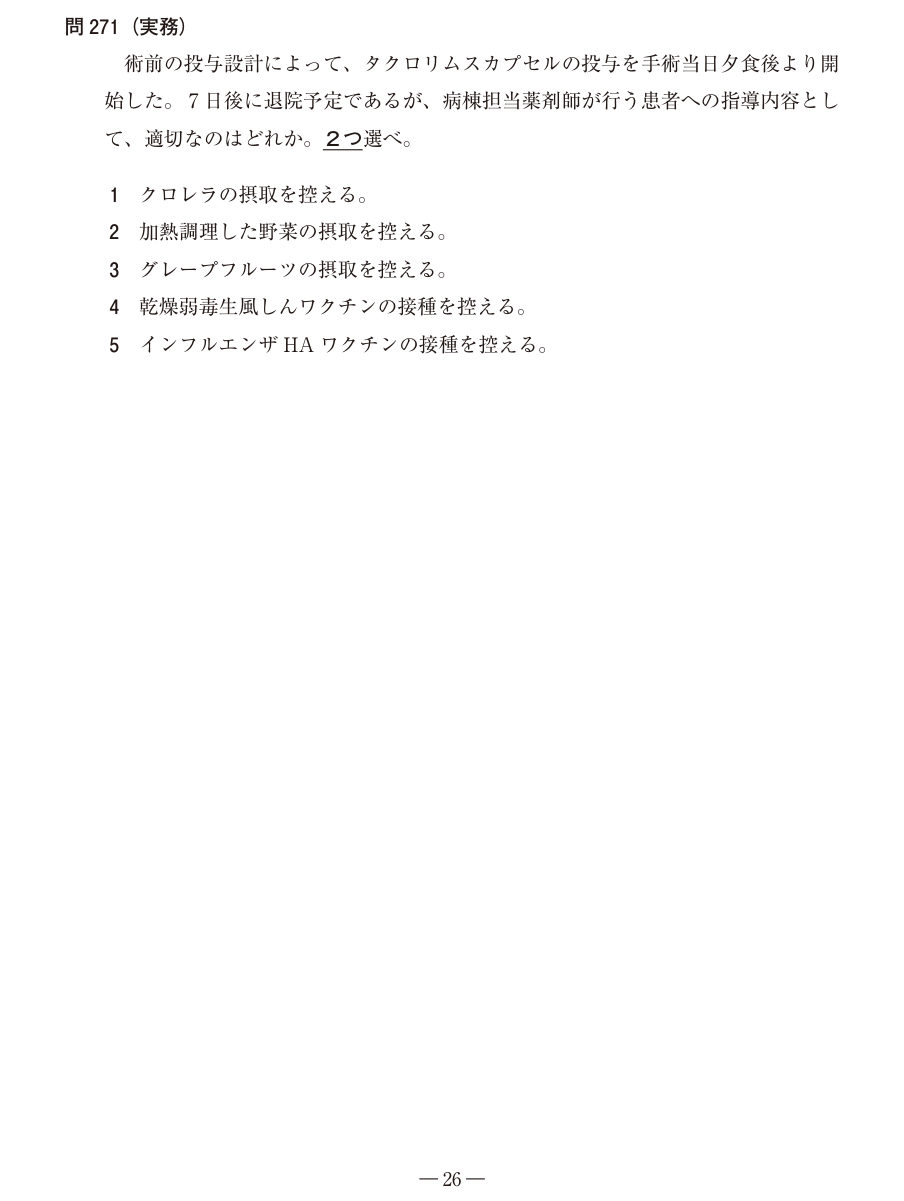 問 271（実務）
術前の投与設計によって、タクロリムスカプセルの投与を手術当日夕食後より開
始した。７日後に退院予定であるが、病棟担当薬剤師が行う患者への指導内容とし
て、適切なのはどれか。２つ選べ。
1 クロレラの摂取を控える。
2 加熱調理した野菜の摂取を控える。
3 グレープフルーツの摂取を控える。
4 乾燥弱毒生風しんワクチンの接種を控える。
5 インフルエンザ HA ワクチンの接種を控える。
― 26 ―